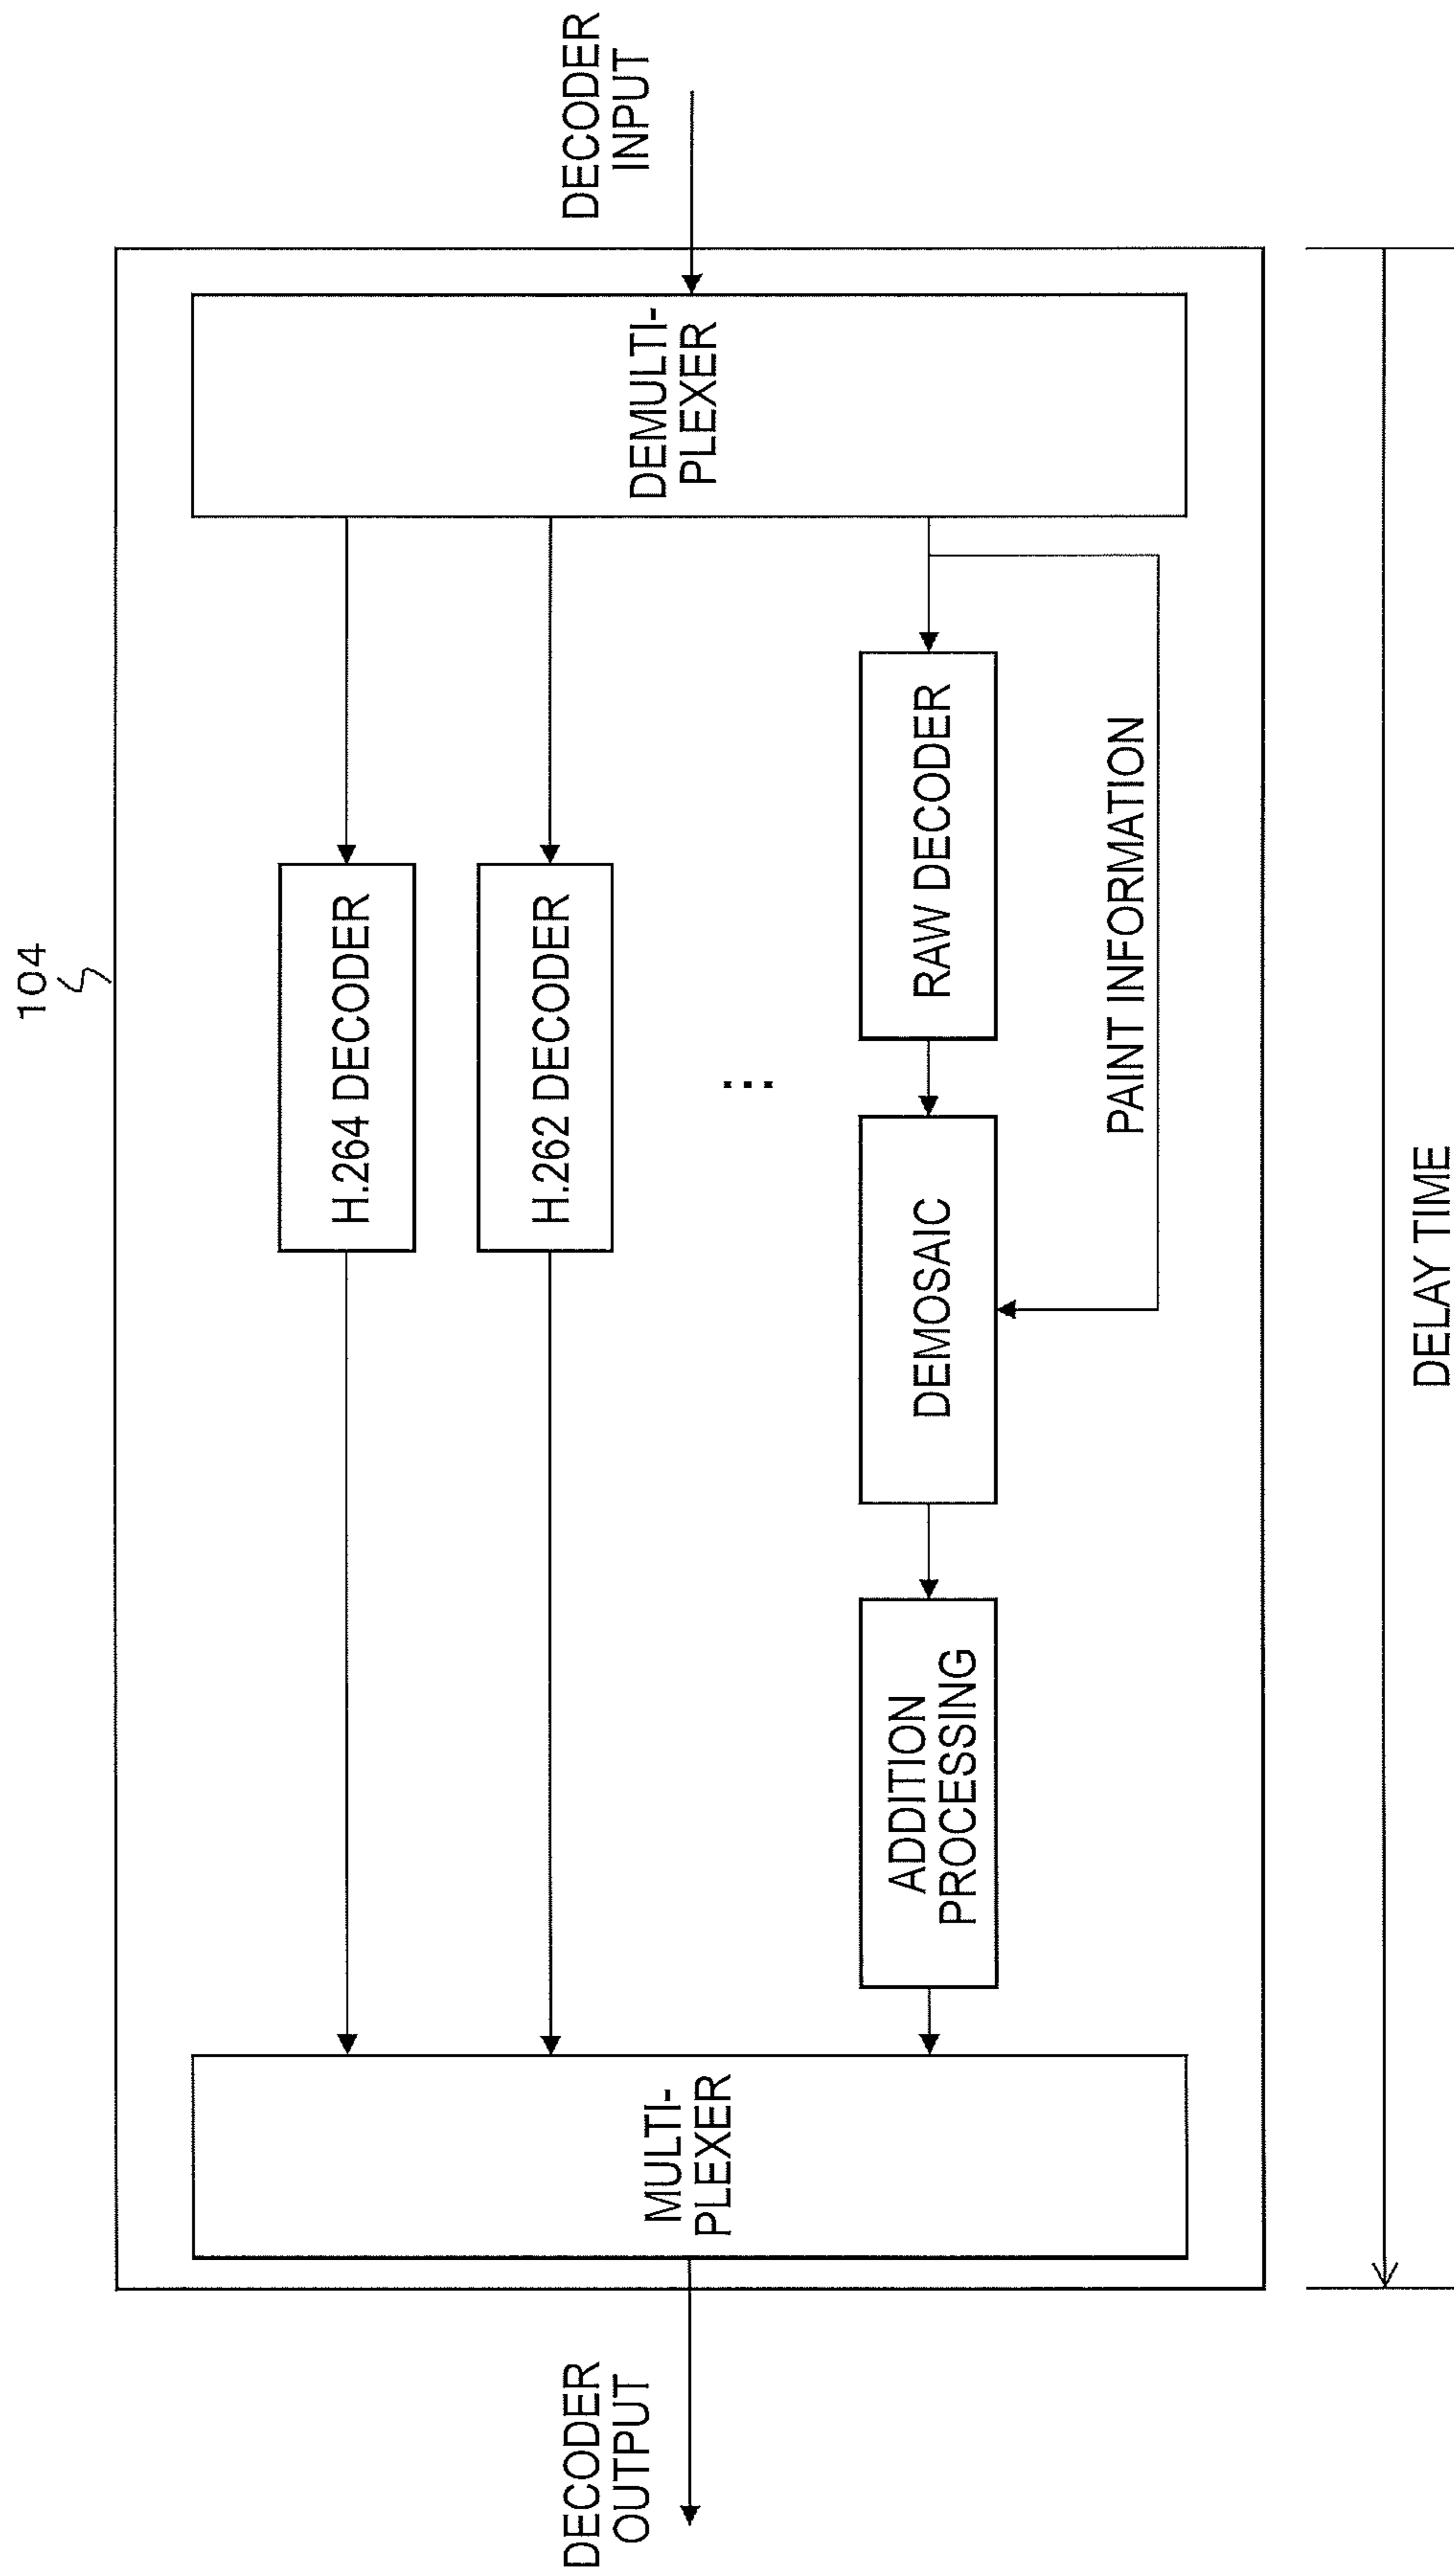 104
DECODER
INPUT
DEMULTI-
PLEXER
H.264 DECODER
H.262 DECODER
...
RAW DECODER
PAINT INFORMATION
DEMOSAIC
ADDITION
PROCESSING
MULTI-
PLEXER
DECODER
OUTPUT
DELAY TIME